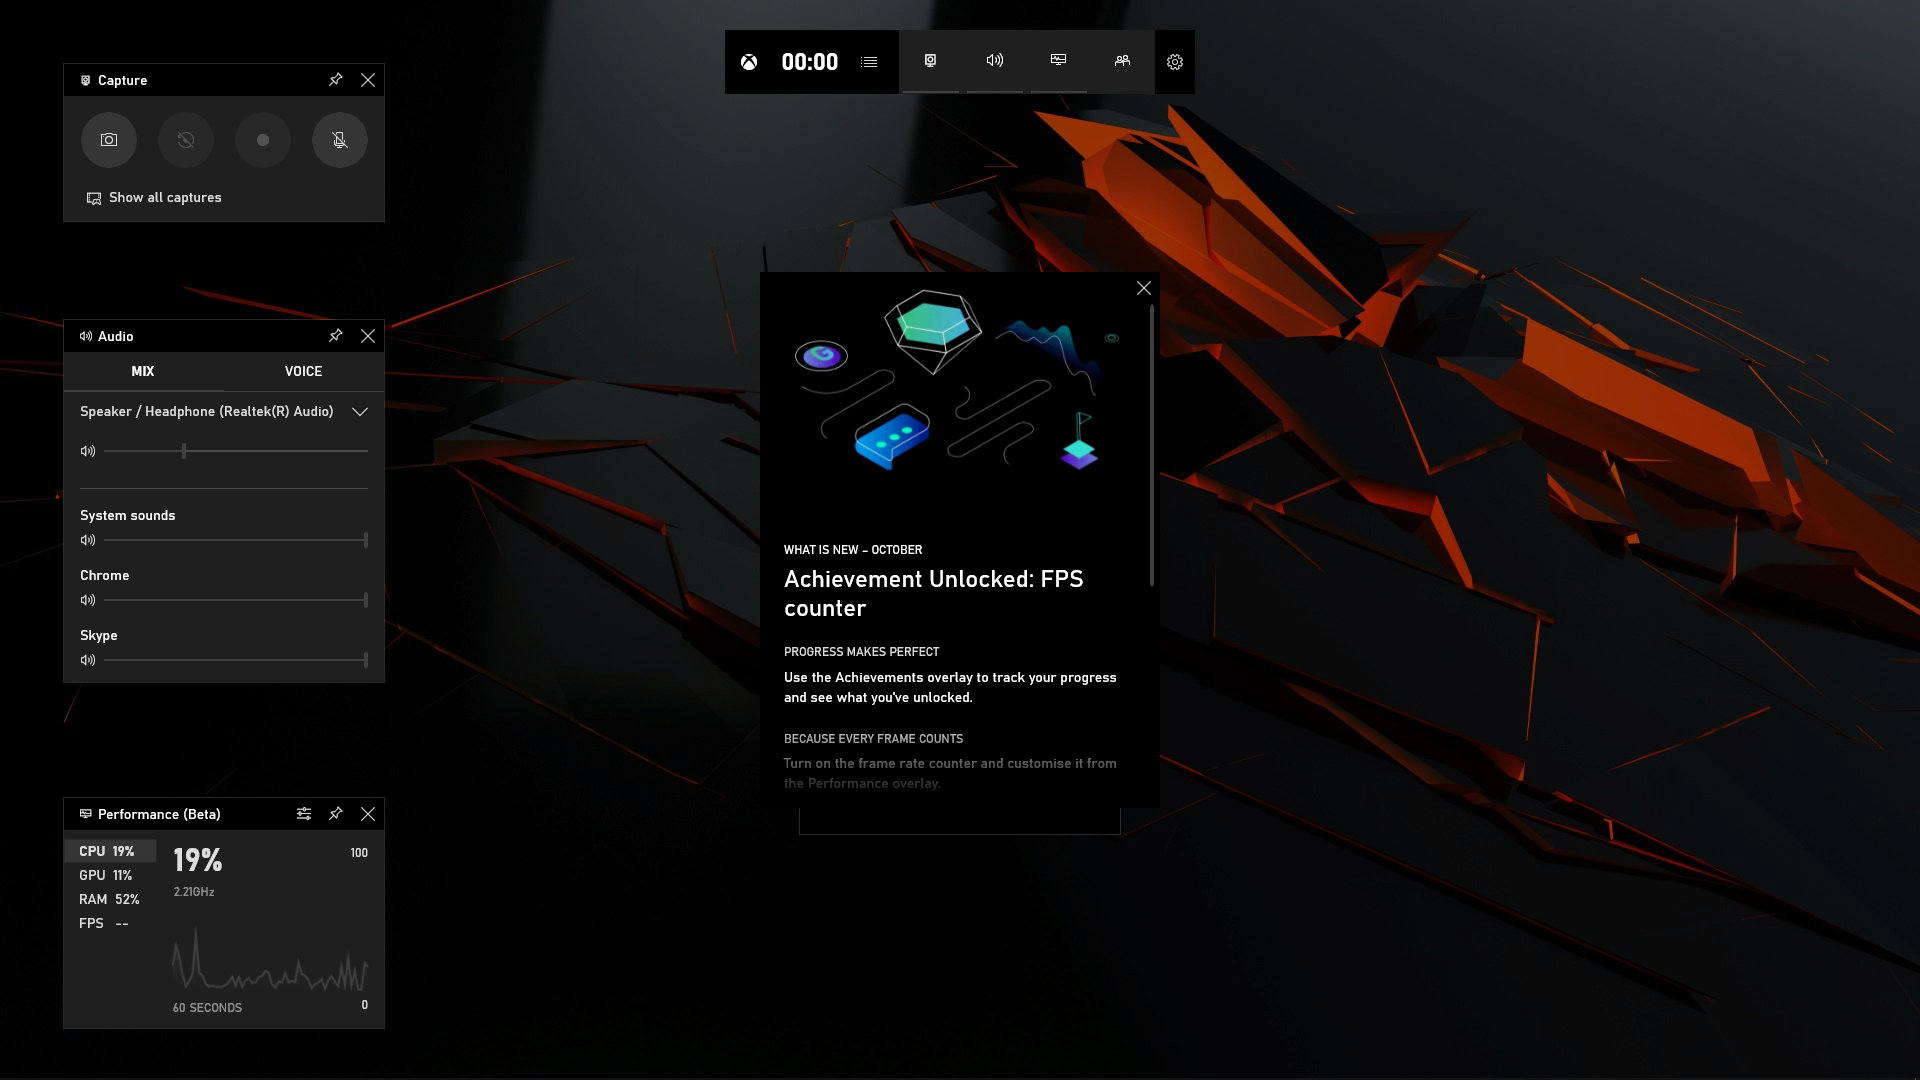 00:00
Capture
Show all captures
Audio
MIX
VOICE
Speaker / Headphone (Realtek(R) Audio)
System sounds
Chrome
Skype
WHAT IS NEW – OCTOBER
Achievement Unlocked: FPS
counter
PROGRESS MAKES PERFECT
Use the Achievements overlay to track your progress
and see what you've unlocked.
BECAUSE EVERY FRAME COUNTS
Turn on the frame rate counter and customise it from
the Performance overlay.
Performance (Beta)
CPU 19%
GPU 11%
RAM 52%
FPS --
19%
100
2.21GHz
60 SECONDS
0